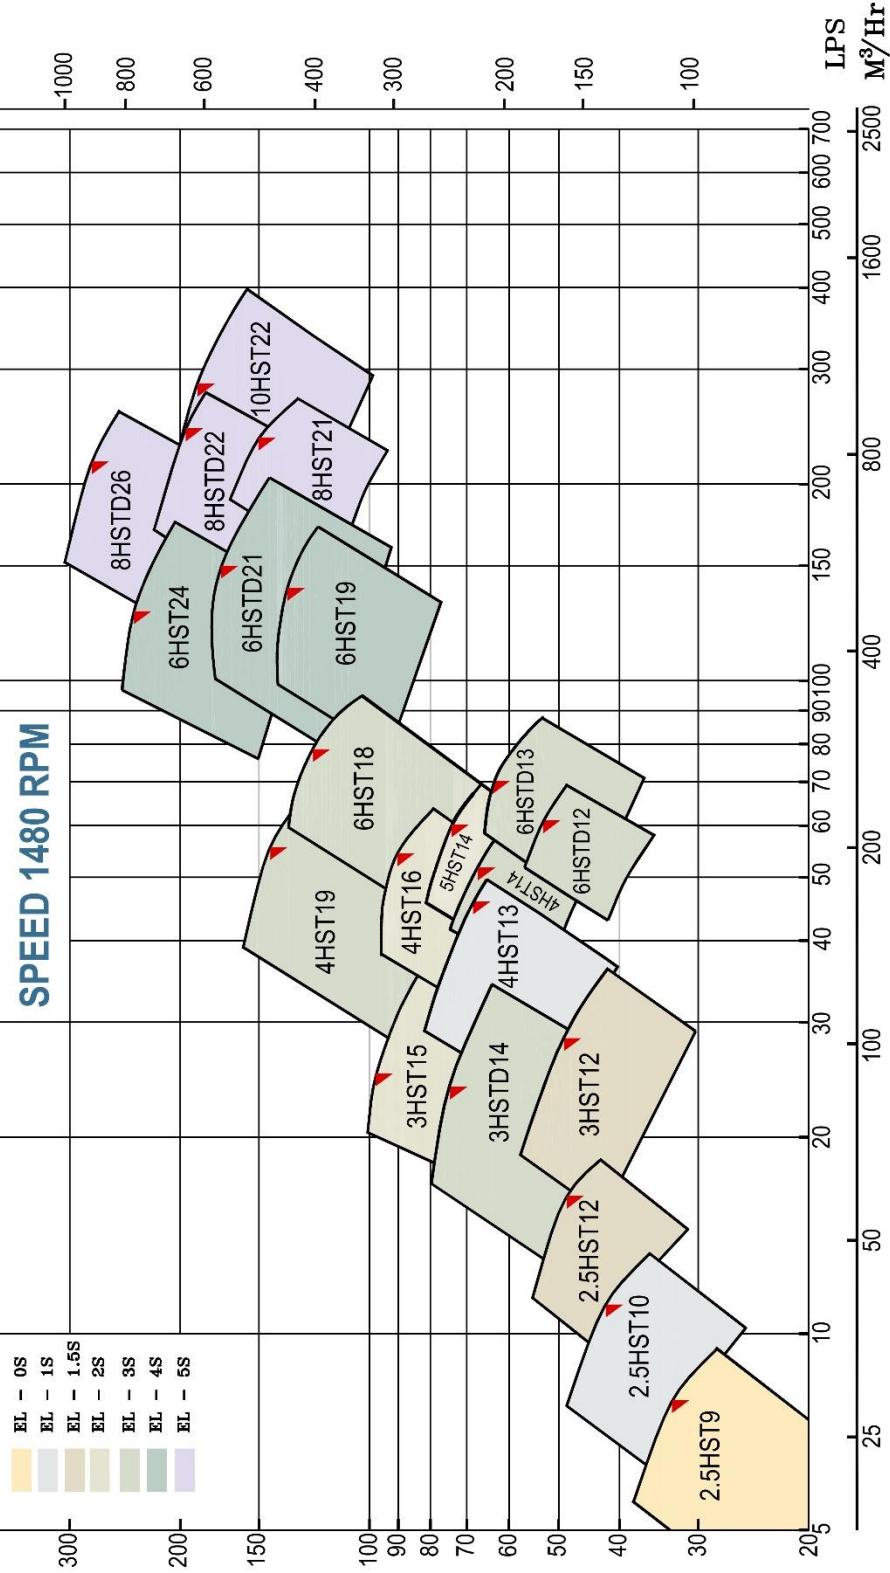 SPEED 1480 RPM
EL - 0S
EL - 1S
EL - 1.5S
EL - 2S
EL - 3S
EL - 4S
EL - 5S
300
200
150
100
90
80
70
60
50
40
30
20
1000
800
600
400
300
200
150
100
8HSTD26
10HST22
8HSTD22
8HST21
6HST24
6HSTD21
6HST19
4HST19
6HST18
4HST16
5HST14
4HST14
6HSTD13
6HSTD12
3HST15
4HST13
3HSTD14
3HST12
2.5HST12
2.5HST10
2.5HST9
5 10 20 30 40 50 60 70 80 90 100 150 200 300 400 500 600 700 LPS
25 50 100 200 400 800 1600 2500 M³/Hr